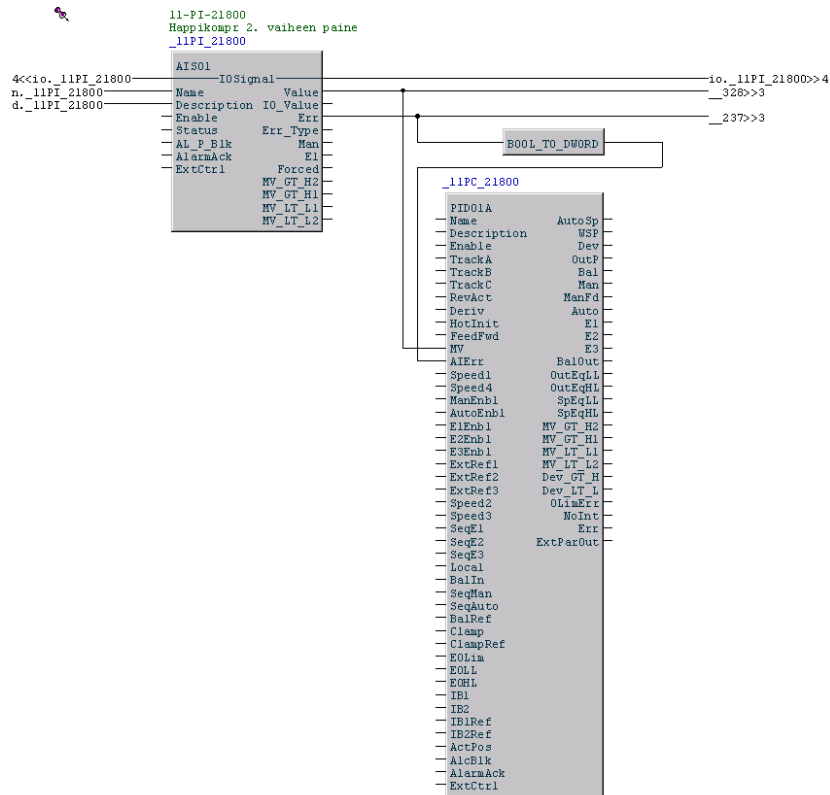 11-PI-21800
Happikompr 2. vaiheen paine
_11PI_21800
AIS01
4<<io._11PI_21800 IOSignal io._11PI_21800>>4
n._11PI_21800 Name Value __328>>3
d._11PI_21800 Description IO_Value
Enable Err __237>>3
Status Err_Type
AL_P_Blk Man
AlarmAck E1
ExtCtrl Forced
MV_GT_H2
MV_GT_H1
MV_LT_L1
MV_LT_L2
BOOL_TO_DWORD
_11PC_21800
PID01A
Name AutoSp
Description WSP
Enable Dev
TrackA OutP
TrackB Bal
TrackC Man
RevAct ManFd
Deriv Auto
HotInit E1
FeedFwd E2
MV E3
AIErr BalOut
Speed1 OutEqLL
Speed4 OutEqHL
ManEnbl SpEqLL
AutoEnbl SpEqHL
E1Enbl MV_GT_H2
E2Enbl MV_GT_H1
E3Enbl MV_LT_L1
ExtRef1 MV_LT_L2
ExtRef2 Dev_GT_H
ExtRef3 Dev_LT_L
Speed2 OLimErr
Speed3 NoInt
SeqE1 Err
SeqE2 ExtParOut
SeqE3
Local
BalIn
SeqMan
SeqAuto
BalRef
Clamp
ClampRef
EOLim
EOLL
EOHL
IB1
IB2
IB1Ref
IB2Ref
ActPos
AlcBlk
AlarmAck
ExtCtrl